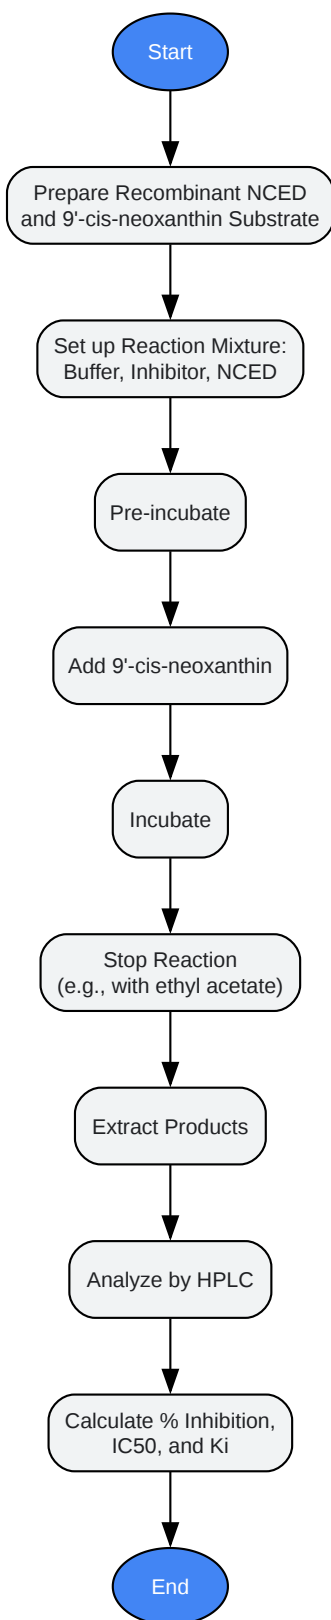 Start
Prepare Recombinant NCED
and 9'-cis-neoxanthin Substrate
Set up Reaction Mixture:
Buffer, Inhibitor, NCED
Pre-incubate
Add 9'-cis-neoxanthin
Incubate
Stop Reaction
(e.g., with ethyl acetate)
Extract Products
Analyze by HPLC
Calculate % Inhibition,
IC50, and Ki
End